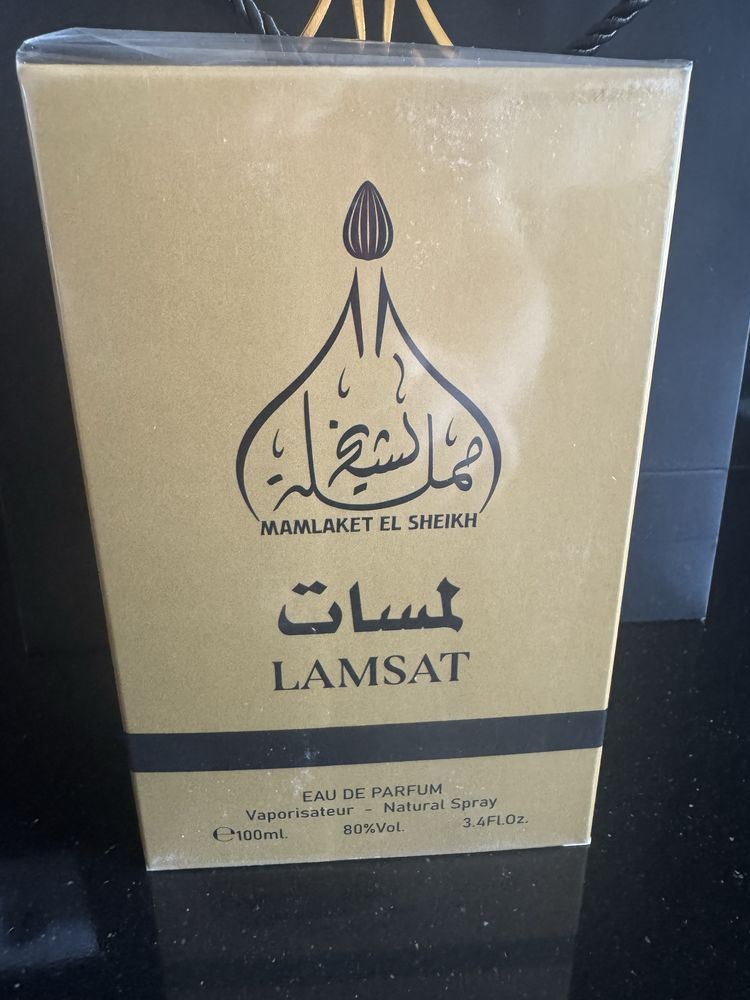 مملكة الشيخ
MAMLAKET EL SHEIKH
لمسات
LAMSAT
EAU DE PARFUM
Vaporisateur - Natural Spray
℮100ml. 80%Vol. 3.4Fl.Oz.